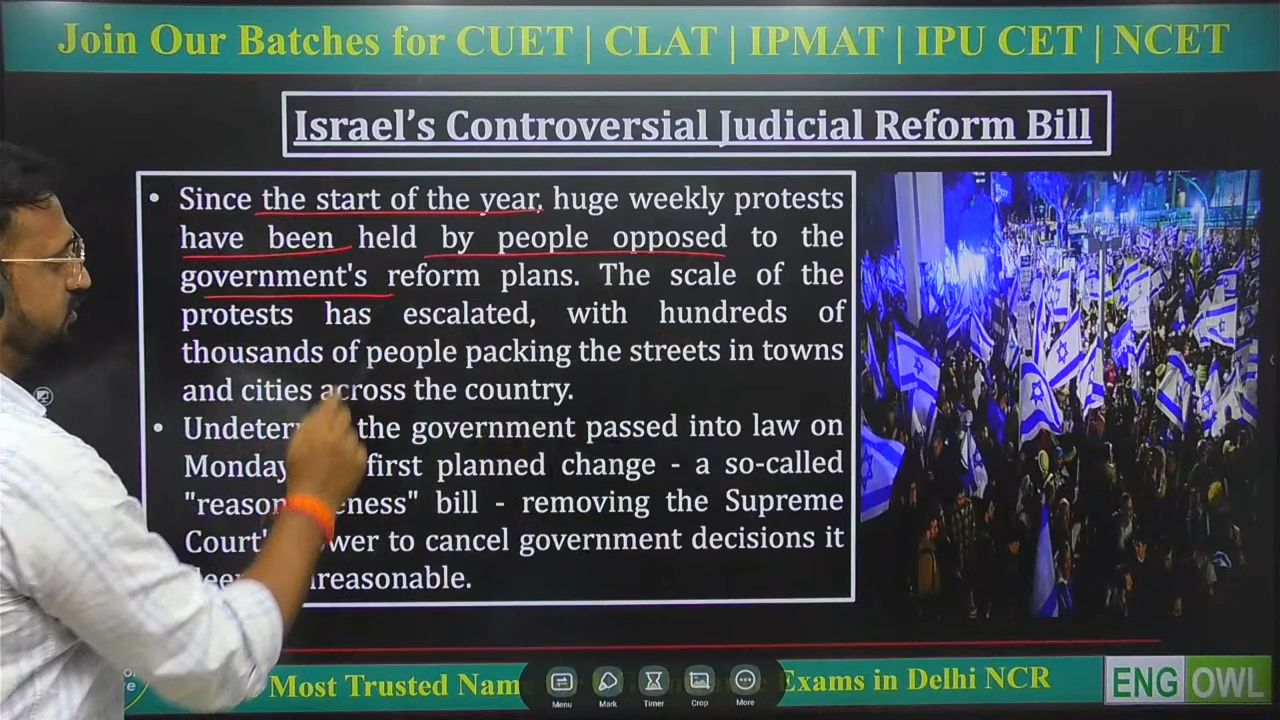 Join Our Batches for CUET | CLAT | IPMAT | IPU CET | NCET
Israel's Controversial Judicial Reform Bill
• Since the start of the year, huge weekly protests
have been held by people opposed to the
government's reform plans. The scale of the
protests has escalated, with hundreds of
thousands of people packing the streets in towns
and cities across the country.
• the government passed into law on
Monday first planned change - a so-called
bill - removing the Supreme
to cancel government decisions it
Most Trusted Exams in Delhi NCR
ENG OWL
Menu Mark Timer Crop More